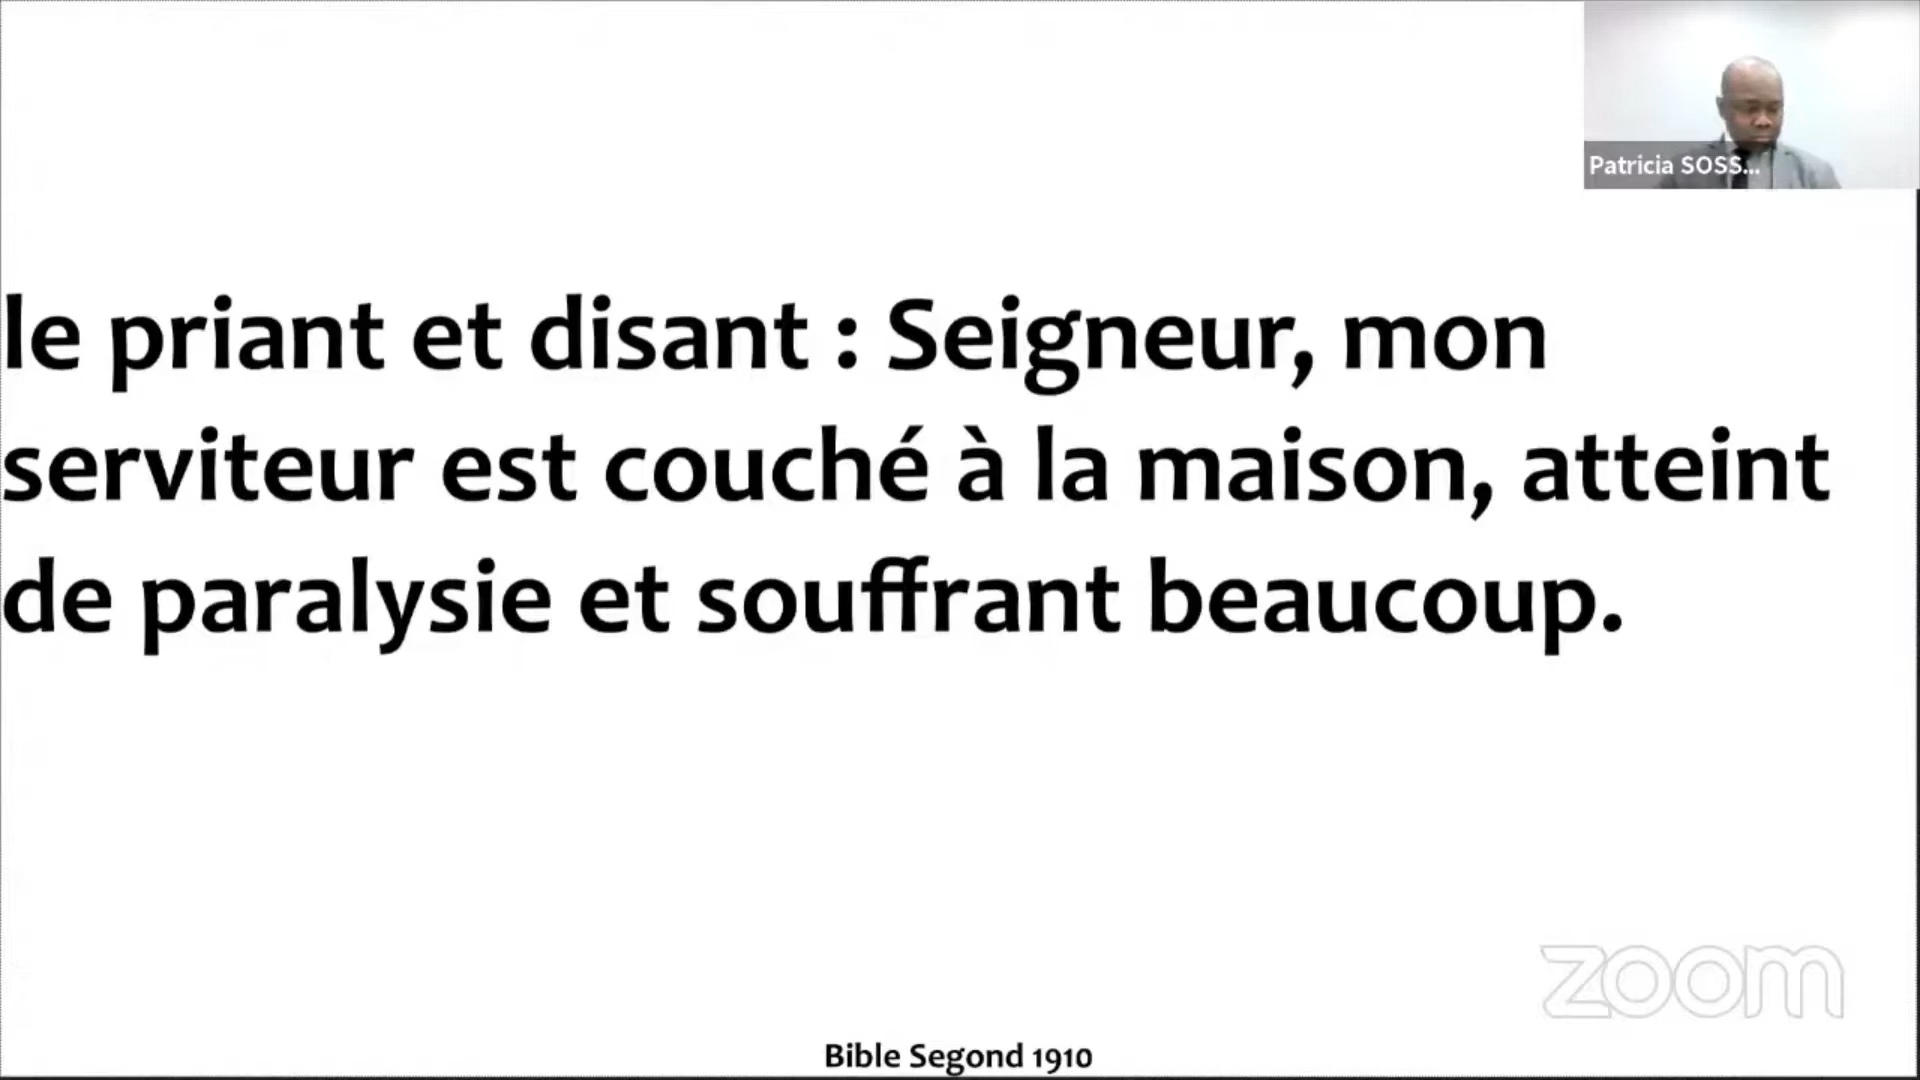 Patricia SOSS...
le priant et disant : Seigneur, mon
serviteur est couché à la maison, atteint
de paralysie et souffrant beaucoup.
zoom
Bible Segond 1910